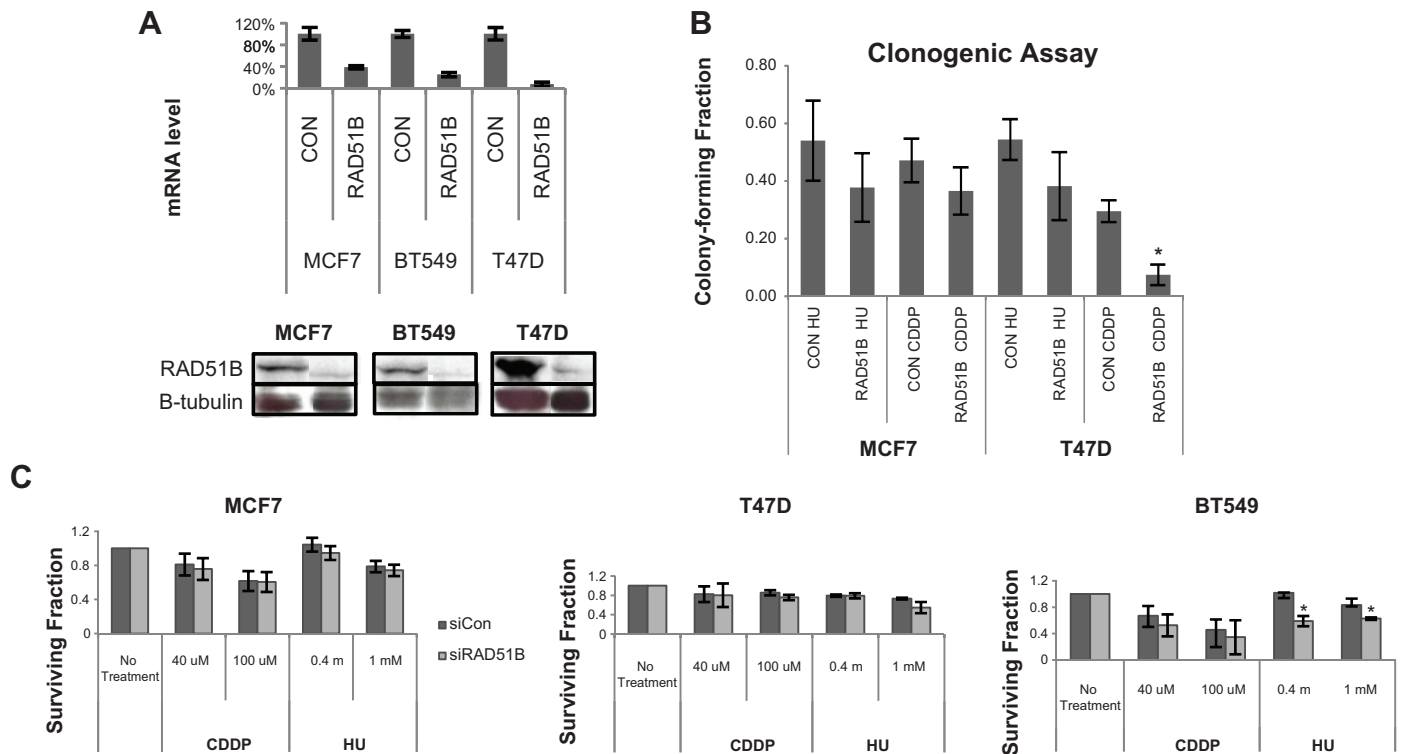 A
mRNA level
120%
80%
40%
0%
CON
RAD51B
CON
RAD51B
CON
RAD51B
MCF7 BT549 T47D
MCF7 BT549 T47D
RAD51B
B-tubulin
B
Clonogenic Assay
Colony-forming Fraction
0.80
0.60
0.40
0.20
0.00
*
CON HU
RAD51B HU
CON CDDP
RAD51B CDDP
CON HU
RAD51B HU
CON CDDP
RAD51B CDDP
MCF7 T47D
C
MCF7
Surviving Fraction
1.2
0.8
0.4
0
No Treatment
40 uM
100 uM
0.4 m
1 mM
CDDP HU
siCon
siRAD51B
T47D
Surviving Fraction
1.2
0.8
0.4
0
No Treatment
40 uM
100 uM
0.4 m
1 mM
CDDP HU
BT549
Surviving Fraction
1.2
0.8
0.4
0
* *
No Treatment
40 uM
100 uM
0.4 m
1 mM
CDDP HU